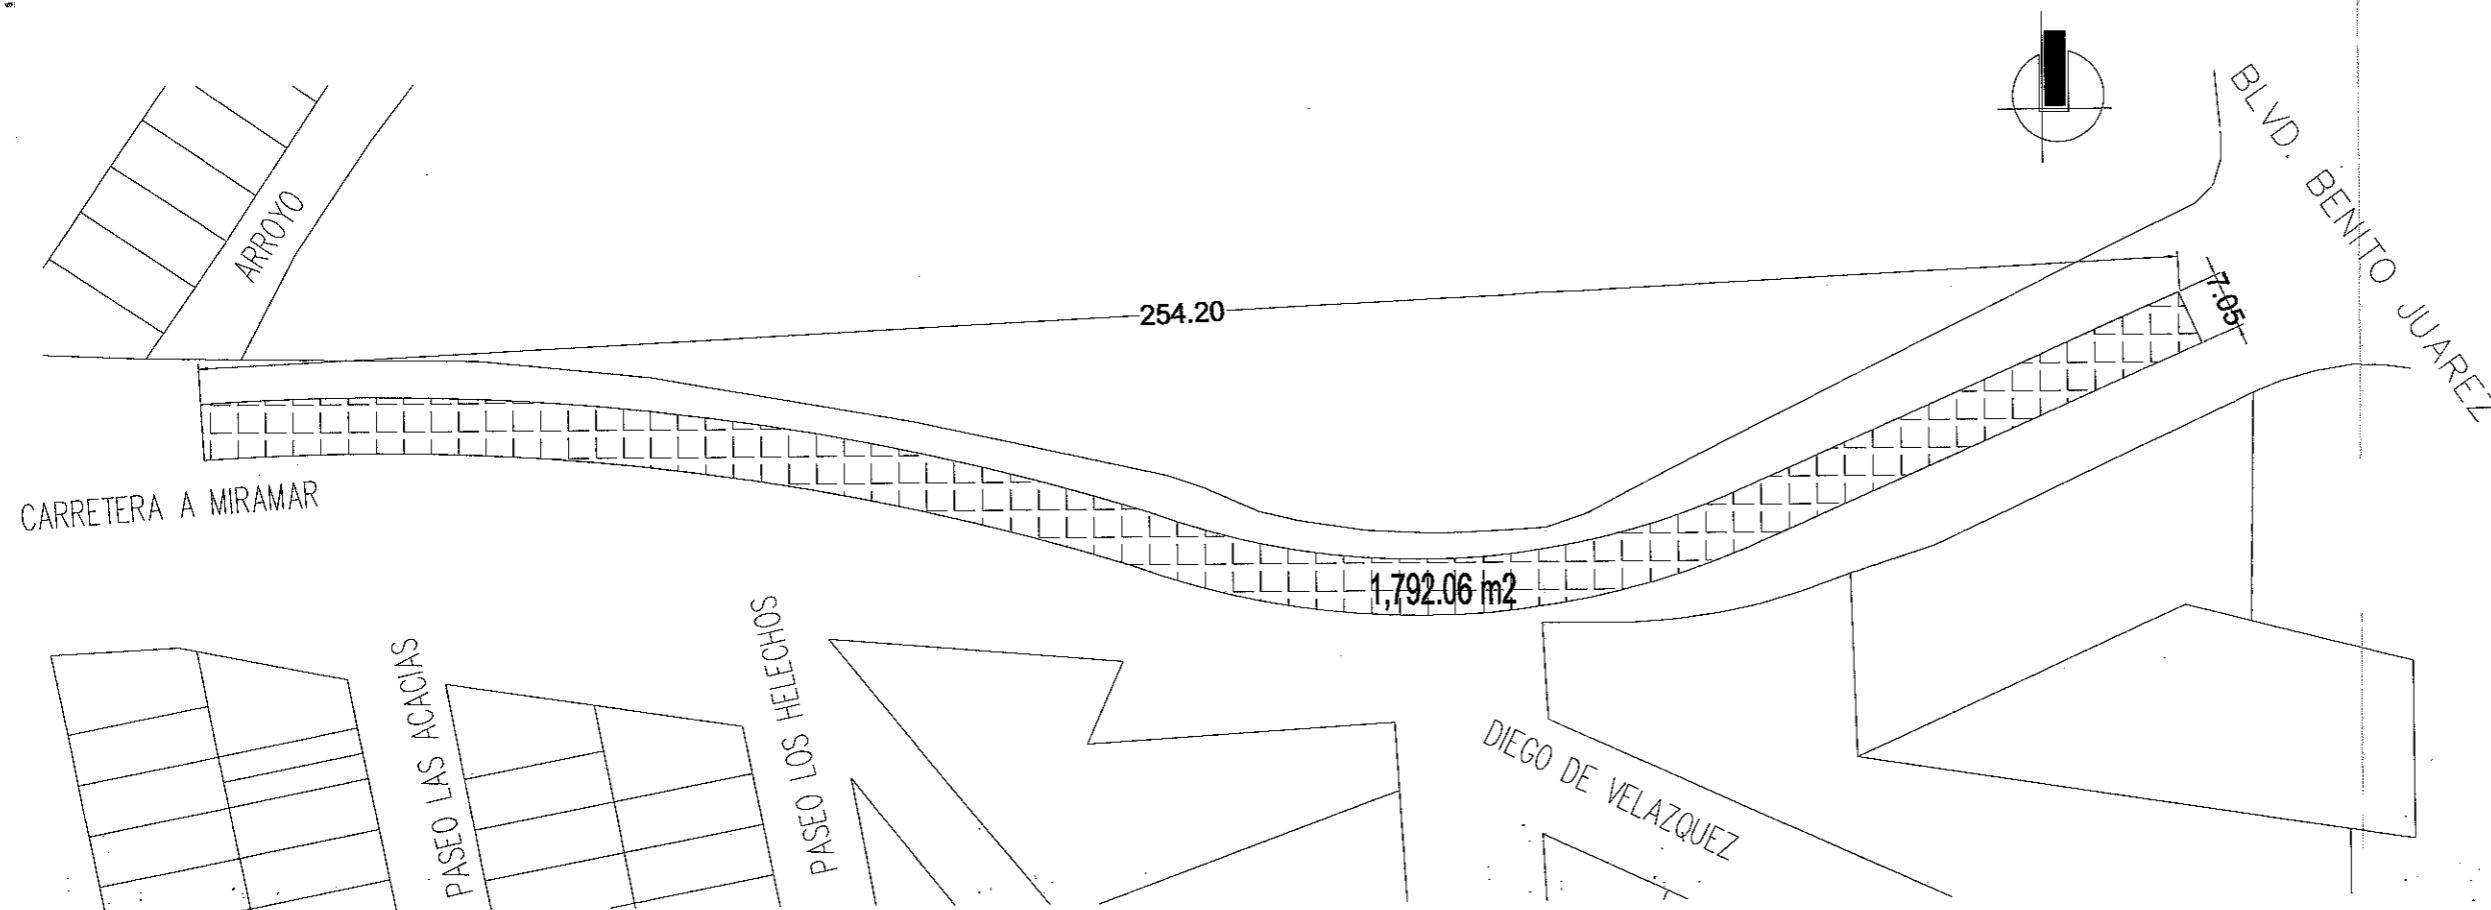 BLVD. BENITO JUAREZ
ARROYO
254.20
7.05
CARRETERA A MIRAMAR
1,792.06 m2
PASEO LAS ACACIAS
PASEO LOS HELECHOS
DIEGO DE VELAZQUEZ